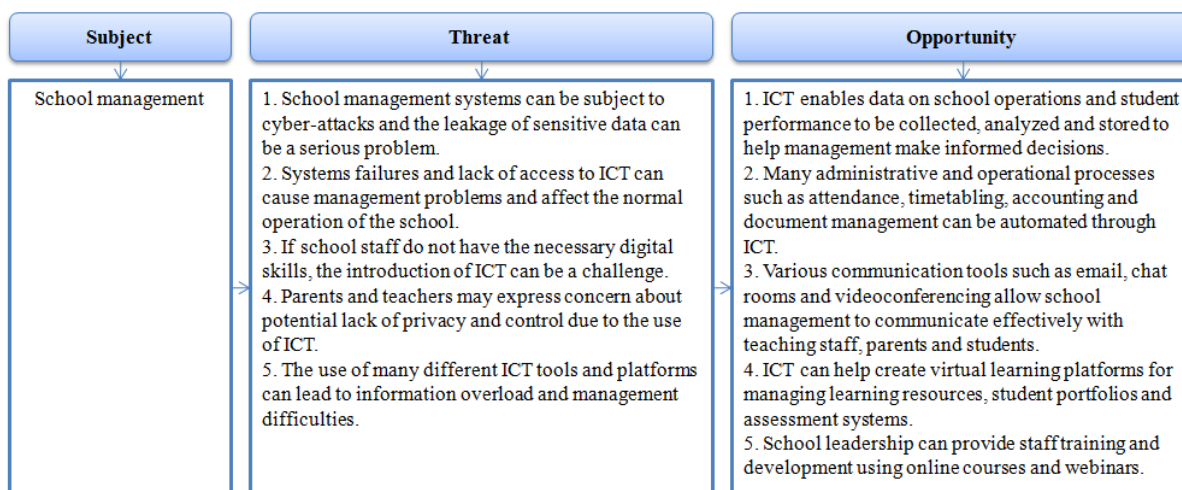 Subject
Threat
Opportunity
School management
1. School management systems can be subject to
cyber-attacks and the leakage of sensitive data can
be a serious problem.
2. Systems failures and lack of access to ICT can
cause management problems and affect the normal
operation of the school.
3. If school staff do not have the necessary digital
skills, the introduction of ICT can be a challenge.
4. Parents and teachers may express concern about
potential lack of privacy and control due to the use
of ICT.
5. The use of many different ICT tools and platforms
can lead to information overload and management
difficulties.
1. ICT enables data on school operations and student
performance to be collected, analyzed and stored to
help management make informed decisions.
2. Many administrative and operational processes
such as attendance, timetabling, accounting and
document management can be automated through
ICT.
3. Various communication tools such as email, chat
rooms and videoconferencing allow school
management to communicate effectively with
teaching staff, parents and students.
4. ICT can help create virtual learning platforms for
managing learning resources, student portfolios and
assessment systems.
5. School leadership can provide staff training and
development using online courses and webinars.